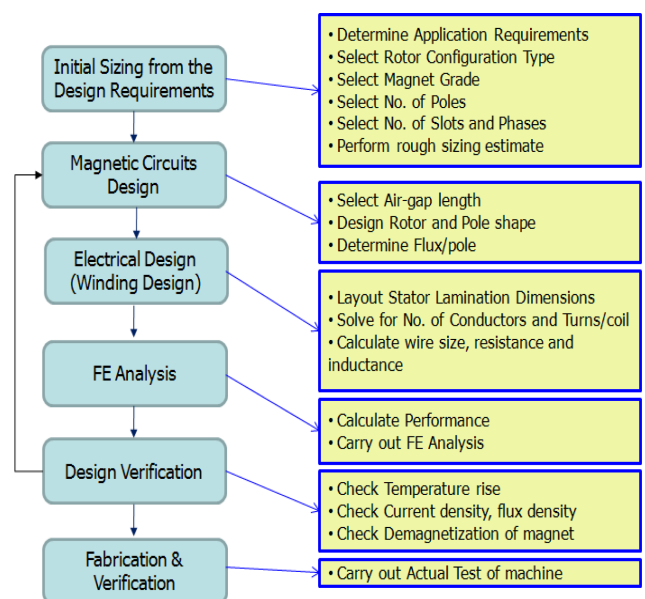 Initial Sizing from the
Design Requirements
• Determine Application Requirements
• Select Rotor Configuration Type
• Select Magnet Grade
• Select No. of Poles
• Select No. of Slots and Phases
• Perform rough sizing estimate
Magnetic Circuits
Design
• Select Air-gap length
• Design Rotor and Pole shape
• Determine Flux/pole
Electrical Design
(Winding Design)
• Layout Stator Lamination Dimensions
• Solve for No. of Conductors and Turns/coil
• Calculate wire size, resistance and
inductance
FE Analysis
• Calculate Performance
• Carry out FE Analysis
Design Verification
• Check Temperature rise
• Check Current density, flux density
• Check Demagnetization of magnet
Fabrication &
Verification
• Carry out Actual Test of machine